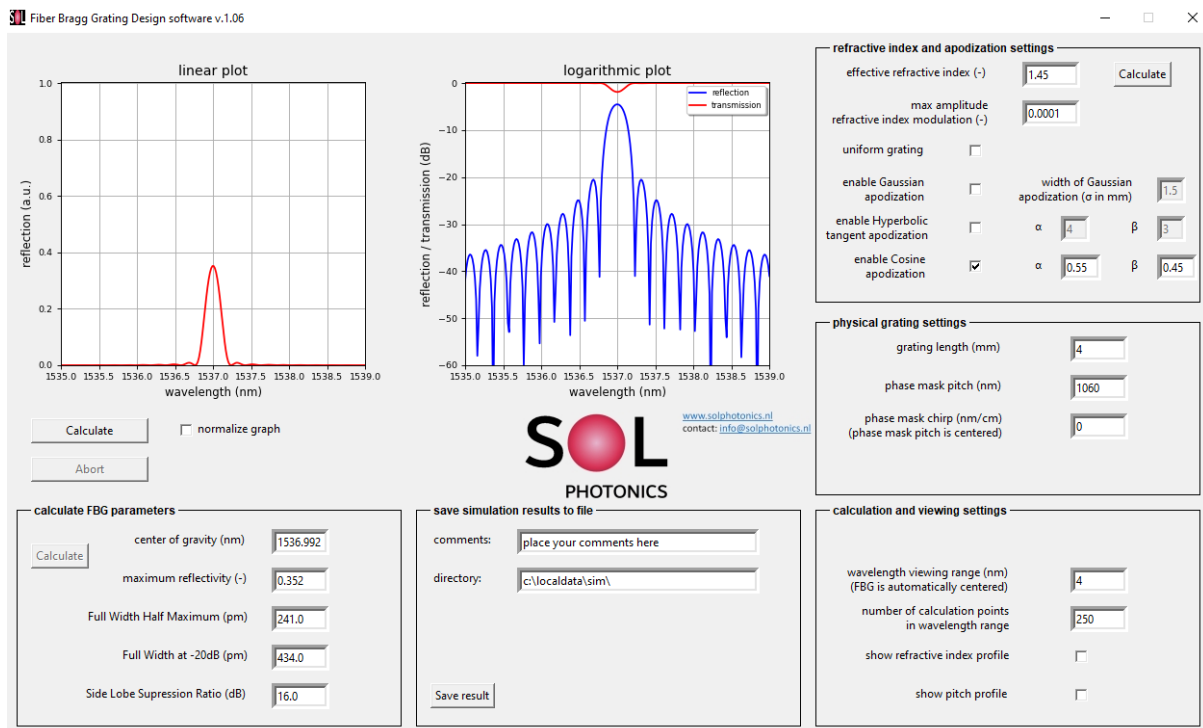 Fiber Bragg Grating Design software v.1.06
linear plot
1.0
0.8
0.6
0.4
0.2
0.0
reflection (a.u.)
1535.0 1535.5 1536.0 1536.5 1537.0 1537.5 1538.0 1538.5 1539.0
wavelength (nm)
logarithmic plot
reflection
transmission
0
−10
−20
−30
−40
−50
−60
reflection / transmission (dB)
1535.0 1535.5 1536.0 1536.5 1537.0 1537.5 1538.0 1538.5 1539.0
wavelength (nm)
Calculate
normalize graph
Abort
SOL
PHOTONICS
www.solphotonics.nl
contact: info@solphotonics.nl
refractive index and apodization settings
effective refractive index (-) 1.45 Calculate
max amplitude
refractive index modulation (-) 0.0001
uniform grating
enable Gaussian
apodization
width of Gaussian
apodization (σ in mm) 1.5
enable Hyperbolic
tangent apodization
α 4 β 3
enable Cosine
apodization
α 0.55 β 0.45
physical grating settings
grating length (mm) 4
phase mask pitch (nm) 1060
phase mask chirp (nm/cm)
(phase mask pitch is centered) 0
calculate FBG parameters
Calculate
center of gravity (nm) 1536.992
maximum reflectivity (-) 0.352
Full Width Half Maximum (pm) 241.0
Full Width at -20dB (pm) 434.0
Side Lobe Supression Ratio (dB) 16.0
save simulation results to file
comments: place your comments here
directory: c:\localdata\sim\
Save result
calculation and viewing settings
wavelength viewing range (nm)
(FBG is automatically centered) 4
number of calculation points
in wavelength range 250
show refractive index profile
show pitch profile